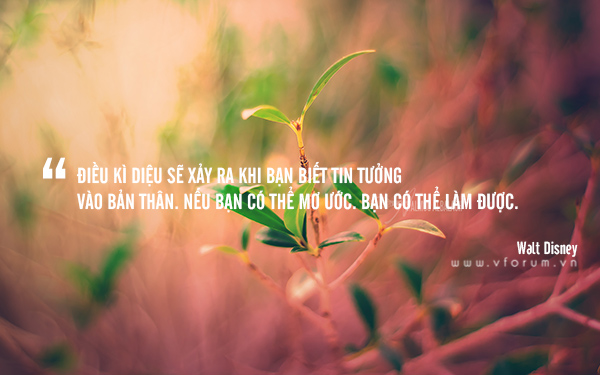 “ ĐIỀU KÌ DIỆU SẼ XẢY RA KHI BẠN BIẾT TIN TƯỞNG
VÀO BẢN THÂN. NẾU BẠN CÓ THỂ MƠ ƯỚC. BẠN CÓ THỂ LÀM ĐƯỢC.
Walt Disney
www.vforum.vn